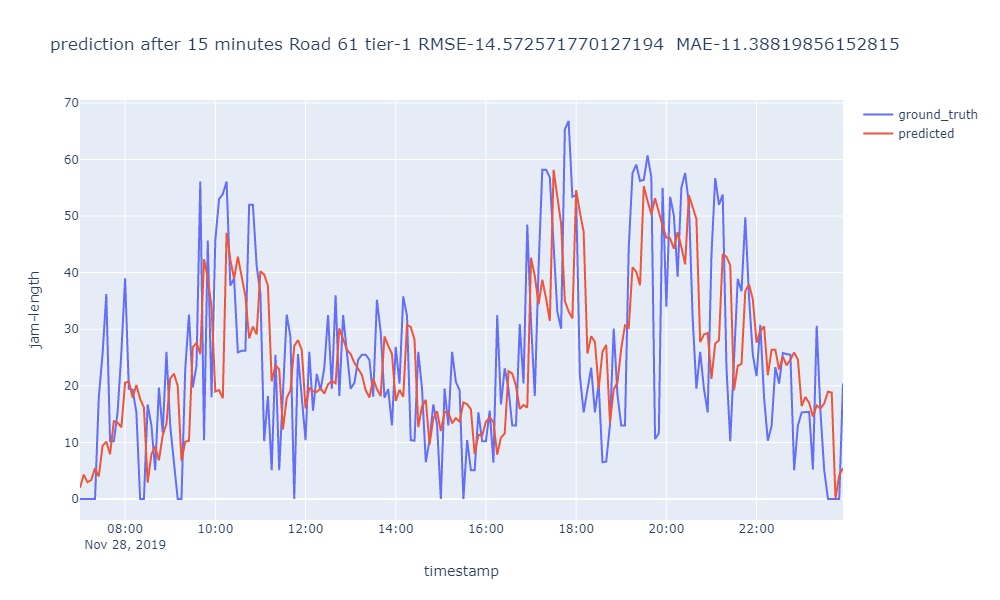 prediction after 15 minutes Road 61 tier-1 RMSE-14.572571770127194  MAE-11.38819856152815
ground_truth
predicted
70
60
50
40
30
20
10
0
jam-length
08:00 10:00 12:00 14:00 16:00 18:00 20:00 22:00
Nov 28, 2019
timestamp